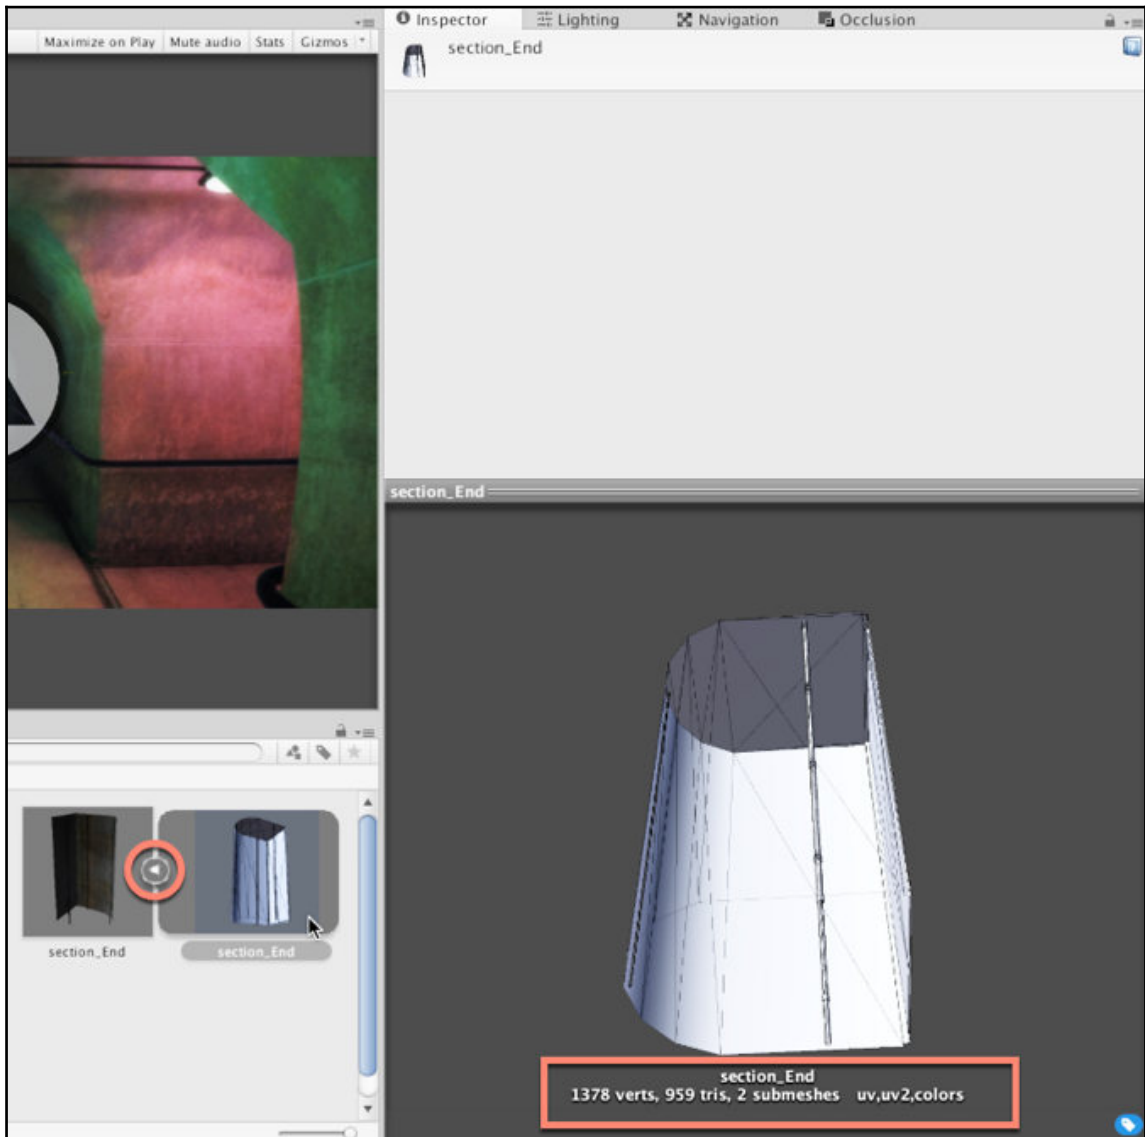 Inspector Lighting Navigation Occlusion
Maximize on Play Mute audio Stats Gizmos
section_End
section_End
section_End section_End
section_End
1378 verts, 959 tris, 2 submeshes uv,uv2,colors